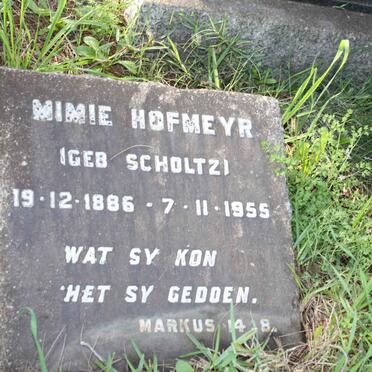 MIMIE HOFMEYR
(GEB SCHOLTZ)
19·12·1886 - 7·11·1955
WAT SY KON
HET SY GEDOEN.
MARKUS 14·8.